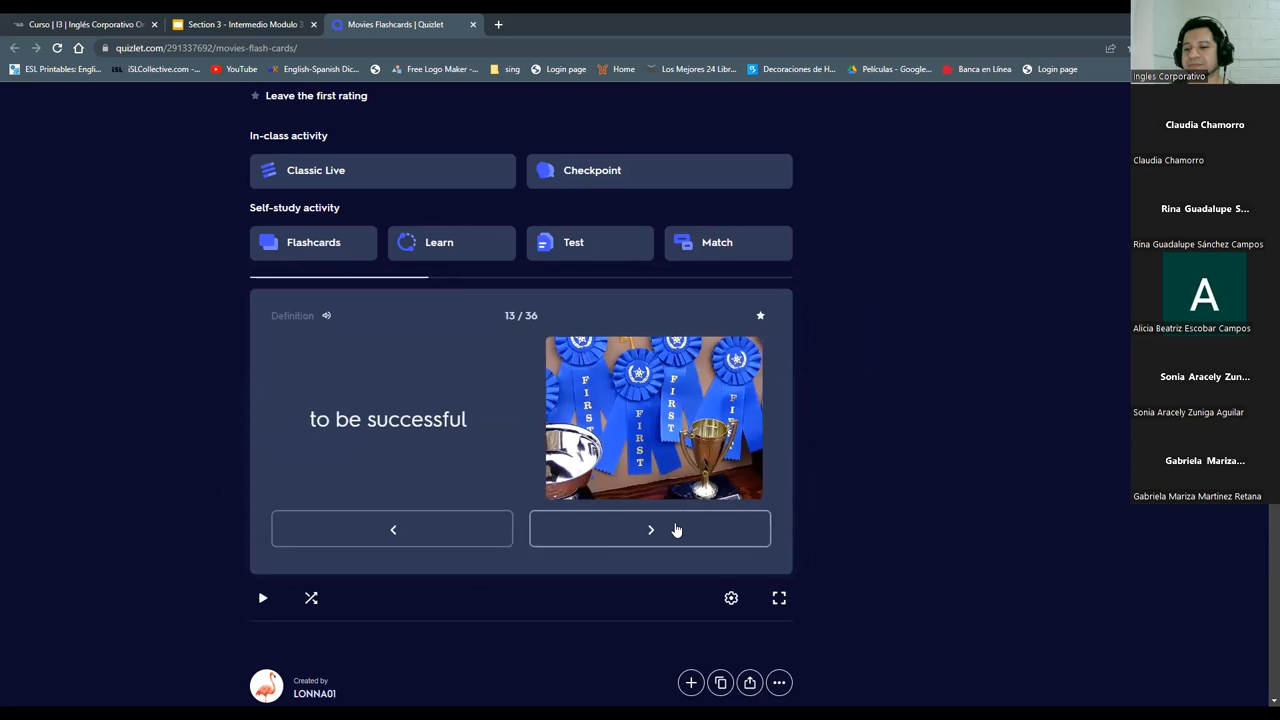 Curso | I3 | Inglés Corporativo On
Section 3 - Intermedio Modulo 3
Movies Flashcards | Quizlet
quizlet.com/291337692/movies-flash-cards/
ESL Printables: Engli...
iSL
iSLCollective.com -...
YouTube
English-Spanish Dic...
Free Logo Maker -...
sing
Login page
Home
Los Mejores 24 Libr...
Decoraciones de H...
Películas - Google...
Banca en Línea
Login page
Leave the first rating
In-class activity
Classic Live
Checkpoint
Self-study activity
Flashcards
Learn
Test
Match
Definition
13 / 36
to be successful
FIRST
FIRST
FIRST
FIRST
Created by
LONNA01
Ingles Corporativo
Claudia Chamorro
Claudia Chamorro
Rina Guadalupe S...
Rina Guadalupe Sánchez Campos
A
Alicia Beatriz Escobar Campos
Sonia Aracely Zun...
Sonia Aracely Zuniga Aguilar
Gabriela Mariza...
Gabriela Mariza Martinez Retana